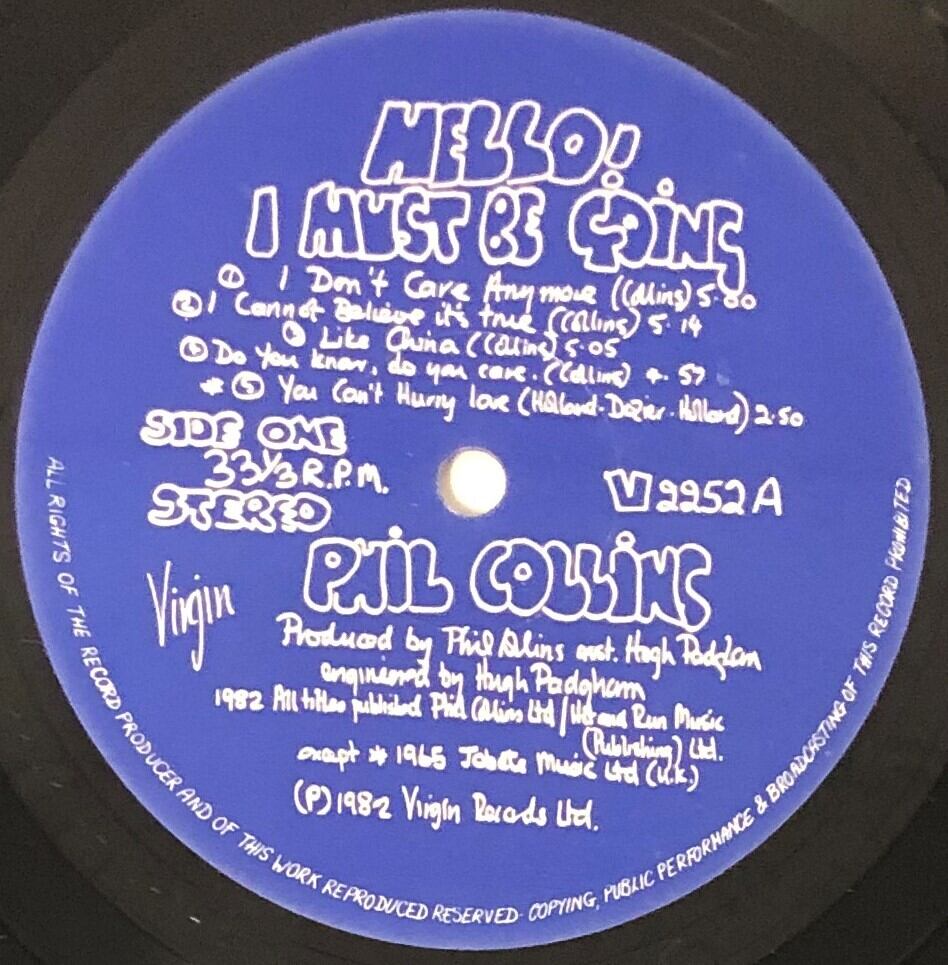 HELLO!
I MUST BE GOING
① I Don't Care Anymore (Collins) 5·00
② I Cannot Believe it's true (Collins) 5·14
③ Like China (Collins) 5·05
④ Do You know, do you care. (Collins) 4·57
* ⑤ You Can't Hurry love (Holland-Dozier-Holland) 2·50
SIDE ONE
33⅓ R.P.M.
STEREO
V2252A
PHIL COLLINS
Virgin
Produced by Phil Collins asst. Hugh Padgham
engineered by Hugh Padgham
1982 All titles published Phil Collins Ltd / Hit and Run Music
(Publishing) Ltd.
except * 1965 Jobete Music Ltd (U.K.)
(P) 1982 Virgin Records Ltd.
ALL RIGHTS OF THE RECORD PRODUCER AND OF THIS WORK REPRODUCED RESERVED· COPYING, PUBLIC PERFORMANCE & BROADCASTING OF THIS RECORD PROHIBITED